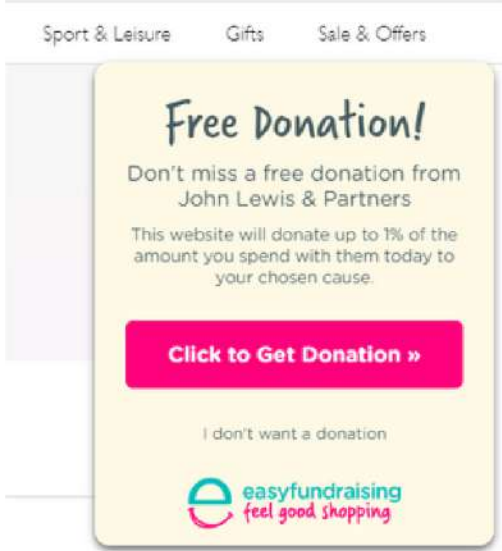 Sport & Leisure Gifts Sale & Offers
Free Donation!
Don't miss a free donation from
John Lewis & Partners
This website will donate up to 1% of the
amount you spend with them today to
your chosen cause.
Click to Get Donation »
I don't want a donation
easyfundraising
feel good shopping